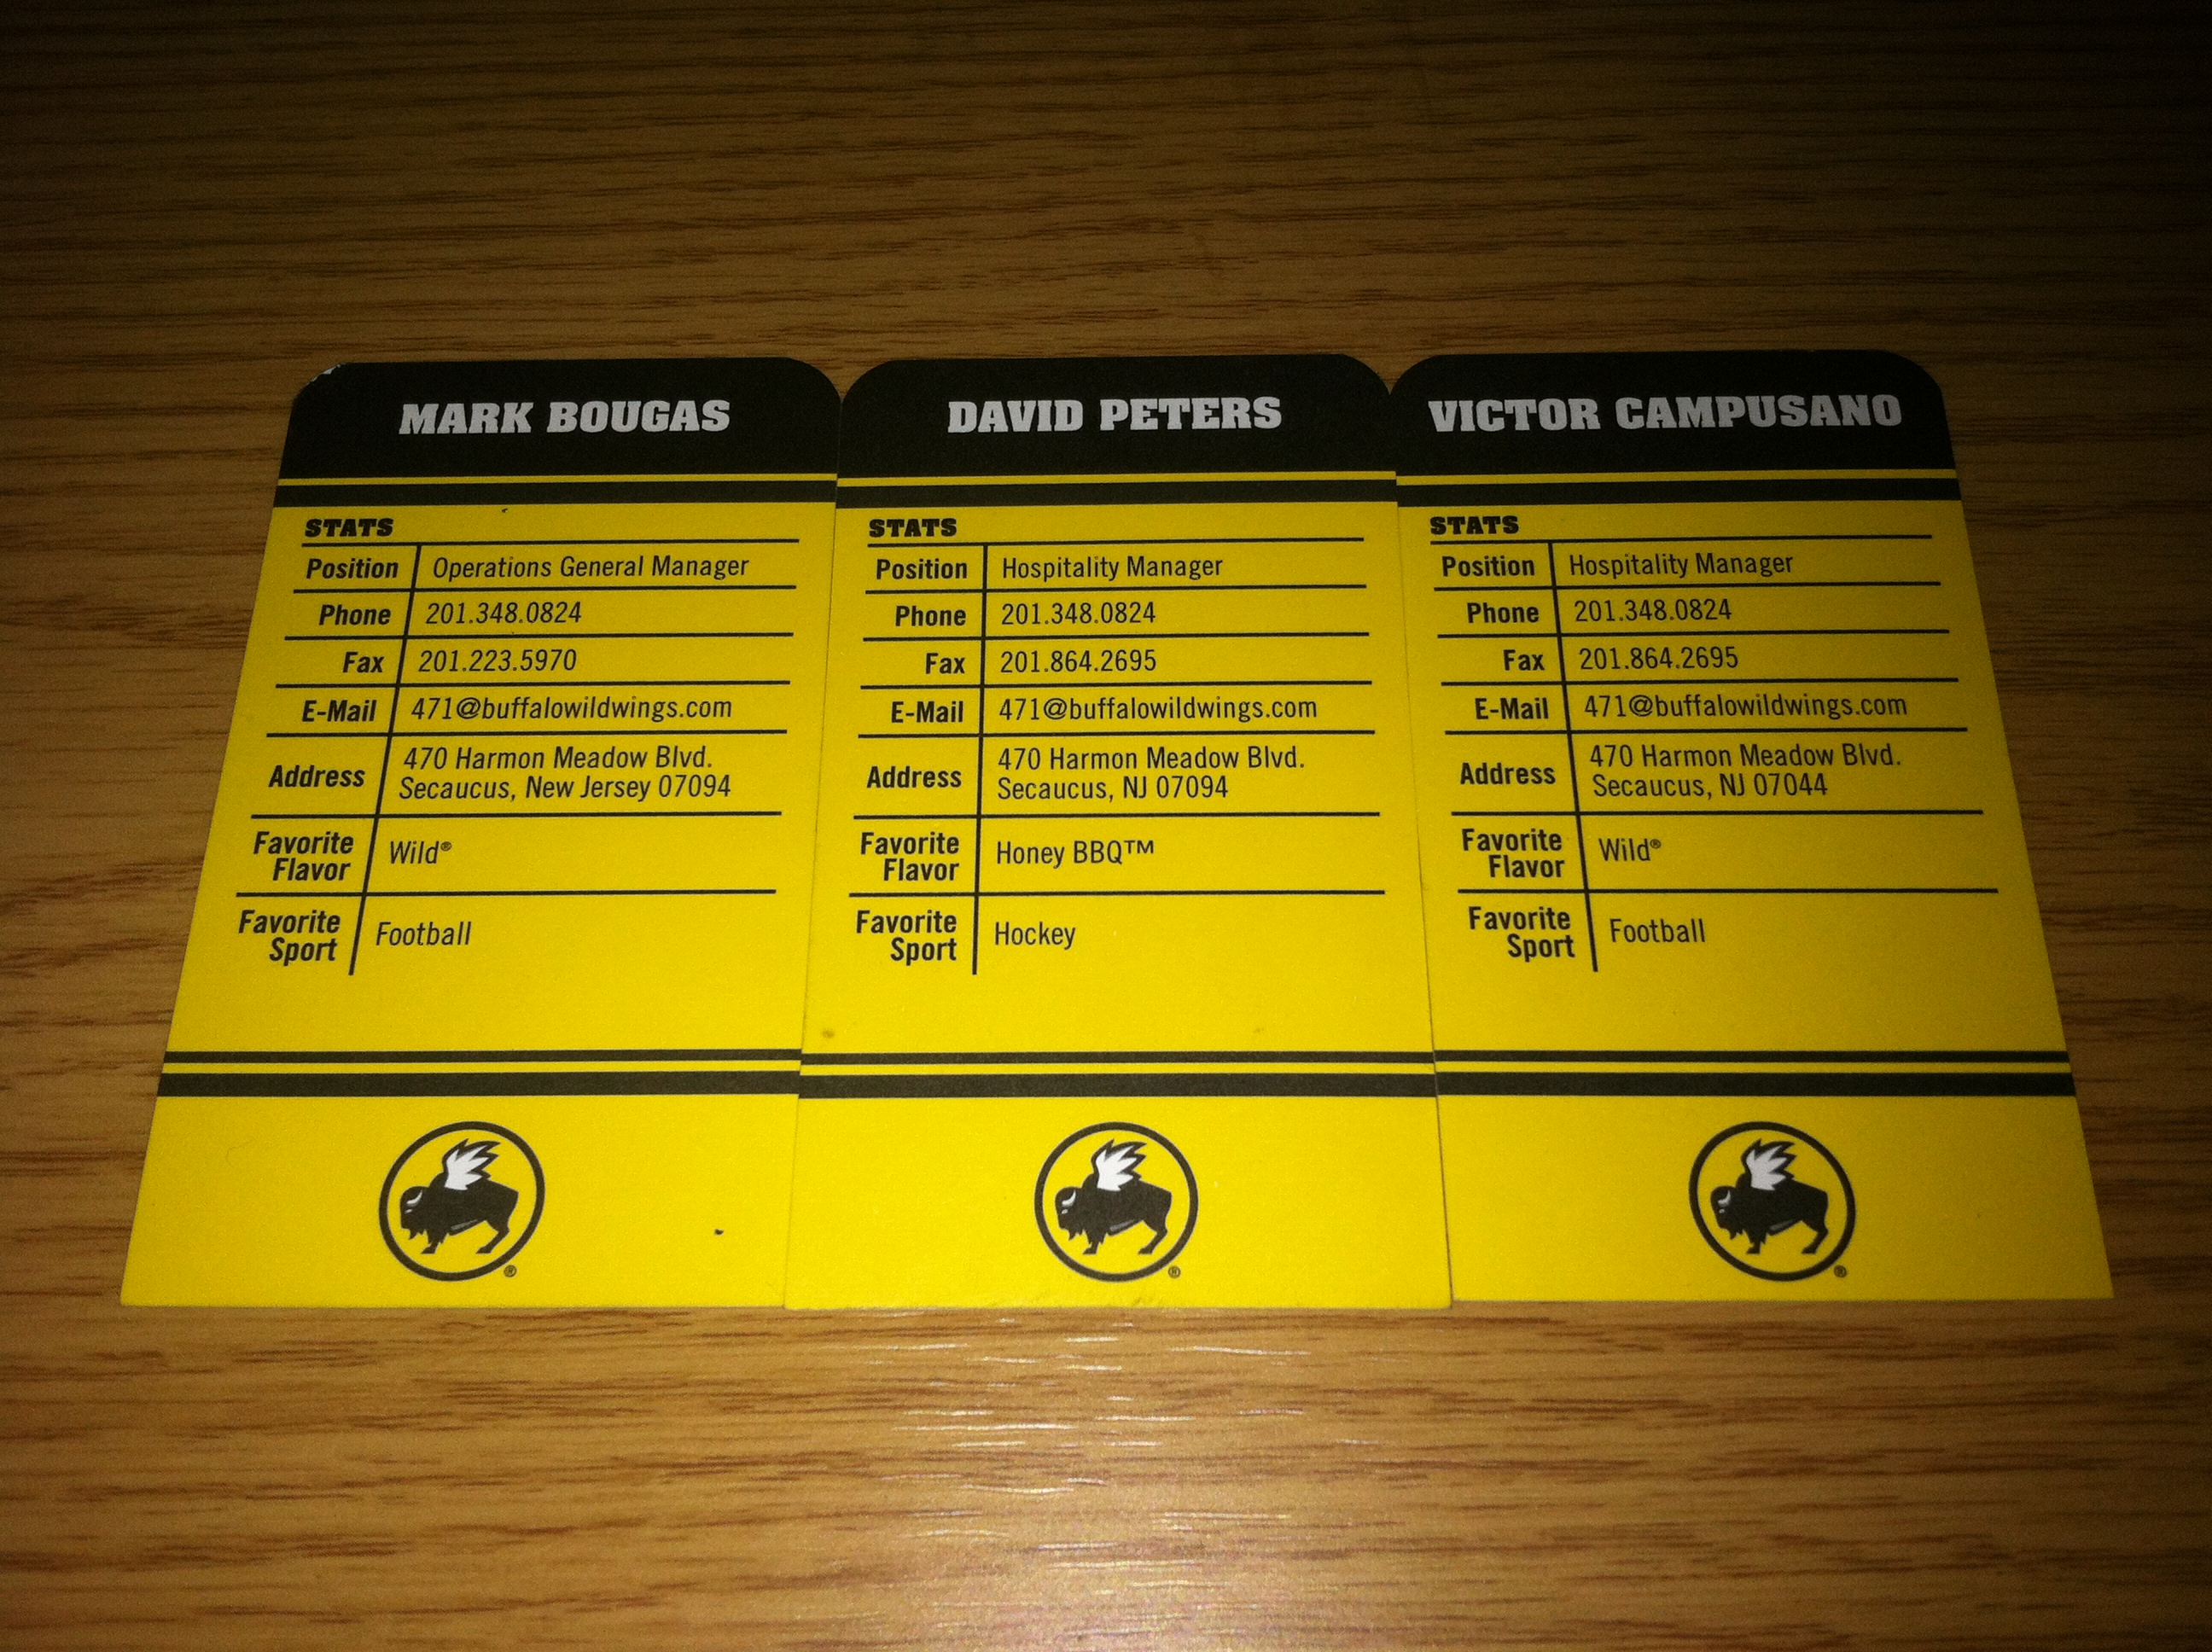 MARK BOUGAS
STATS
Position Operations General Manager
Phone 201.348.0824
Fax 201.223.5970
E-Mail 471@buffalowildwings.com
Address 470 Harmon Meadow Blvd.
Secaucus, New Jersey 07094
Favorite
Flavor Wild®
Favorite
Sport Football
®
DAVID PETERS
STATS
Position Hospitality Manager
Phone 201.348.0824
Fax 201.864.2695
E-Mail 471@buffalowildwings.com
Address 470 Harmon Meadow Blvd.
Secaucus, NJ 07094
Favorite
Flavor Honey BBQ™
Favorite
Sport Hockey
®
VICTOR CAMPUSANO
STATS
Position Hospitality Manager
Phone 201.348.0824
Fax 201.864.2695
E-Mail 471@buffalowildwings.com
Address 470 Harmon Meadow Blvd.
Secaucus, NJ 07044
Favorite
Flavor Wild®
Favorite
Sport Football
®